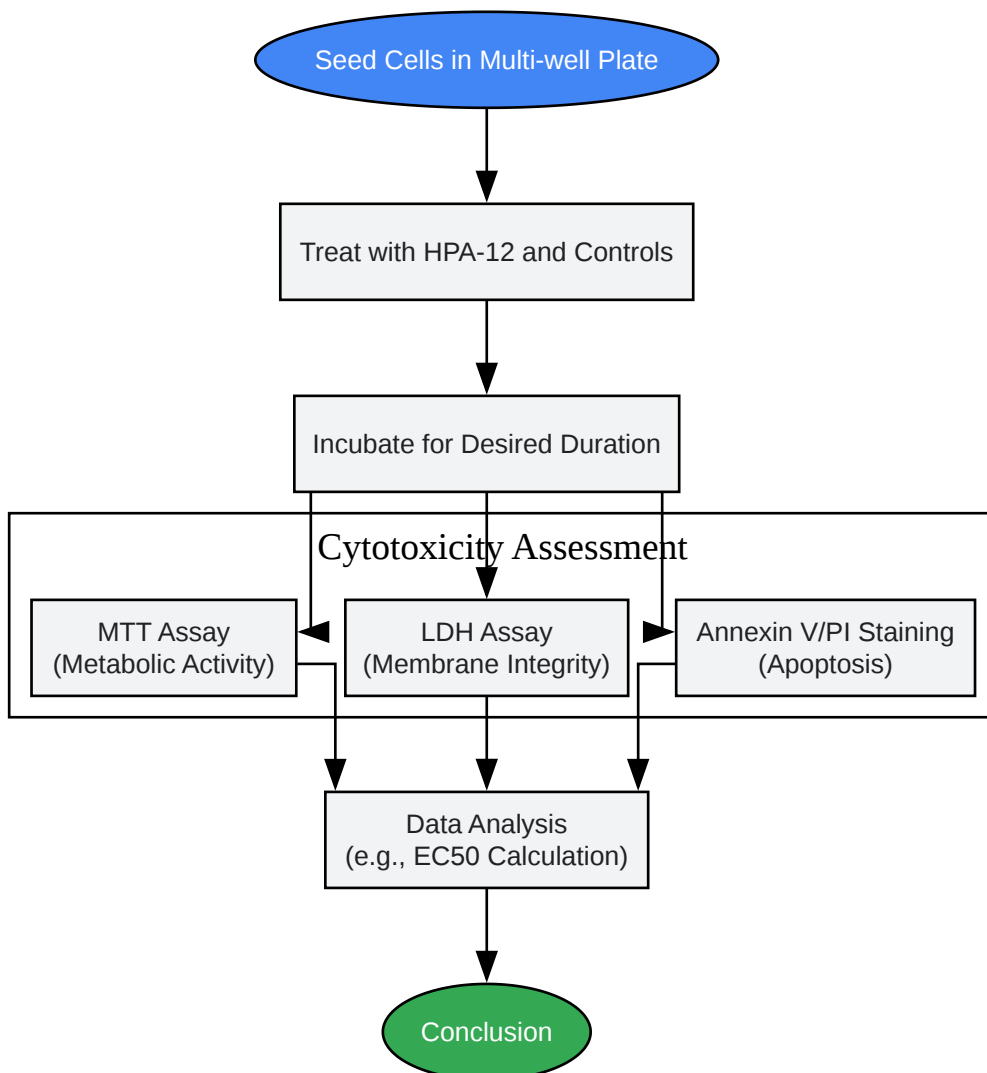 Seed Cells in Multi-well Plate
Treat with HPA-12 and Controls
Incubate for Desired Duration
Cytotoxicity Assessment
MTT Assay
(Metabolic Activity)
LDH Assay
(Membrane Integrity)
Annexin V/PI Staining
(Apoptosis)
Data Analysis
(e.g., EC50 Calculation)
Conclusion